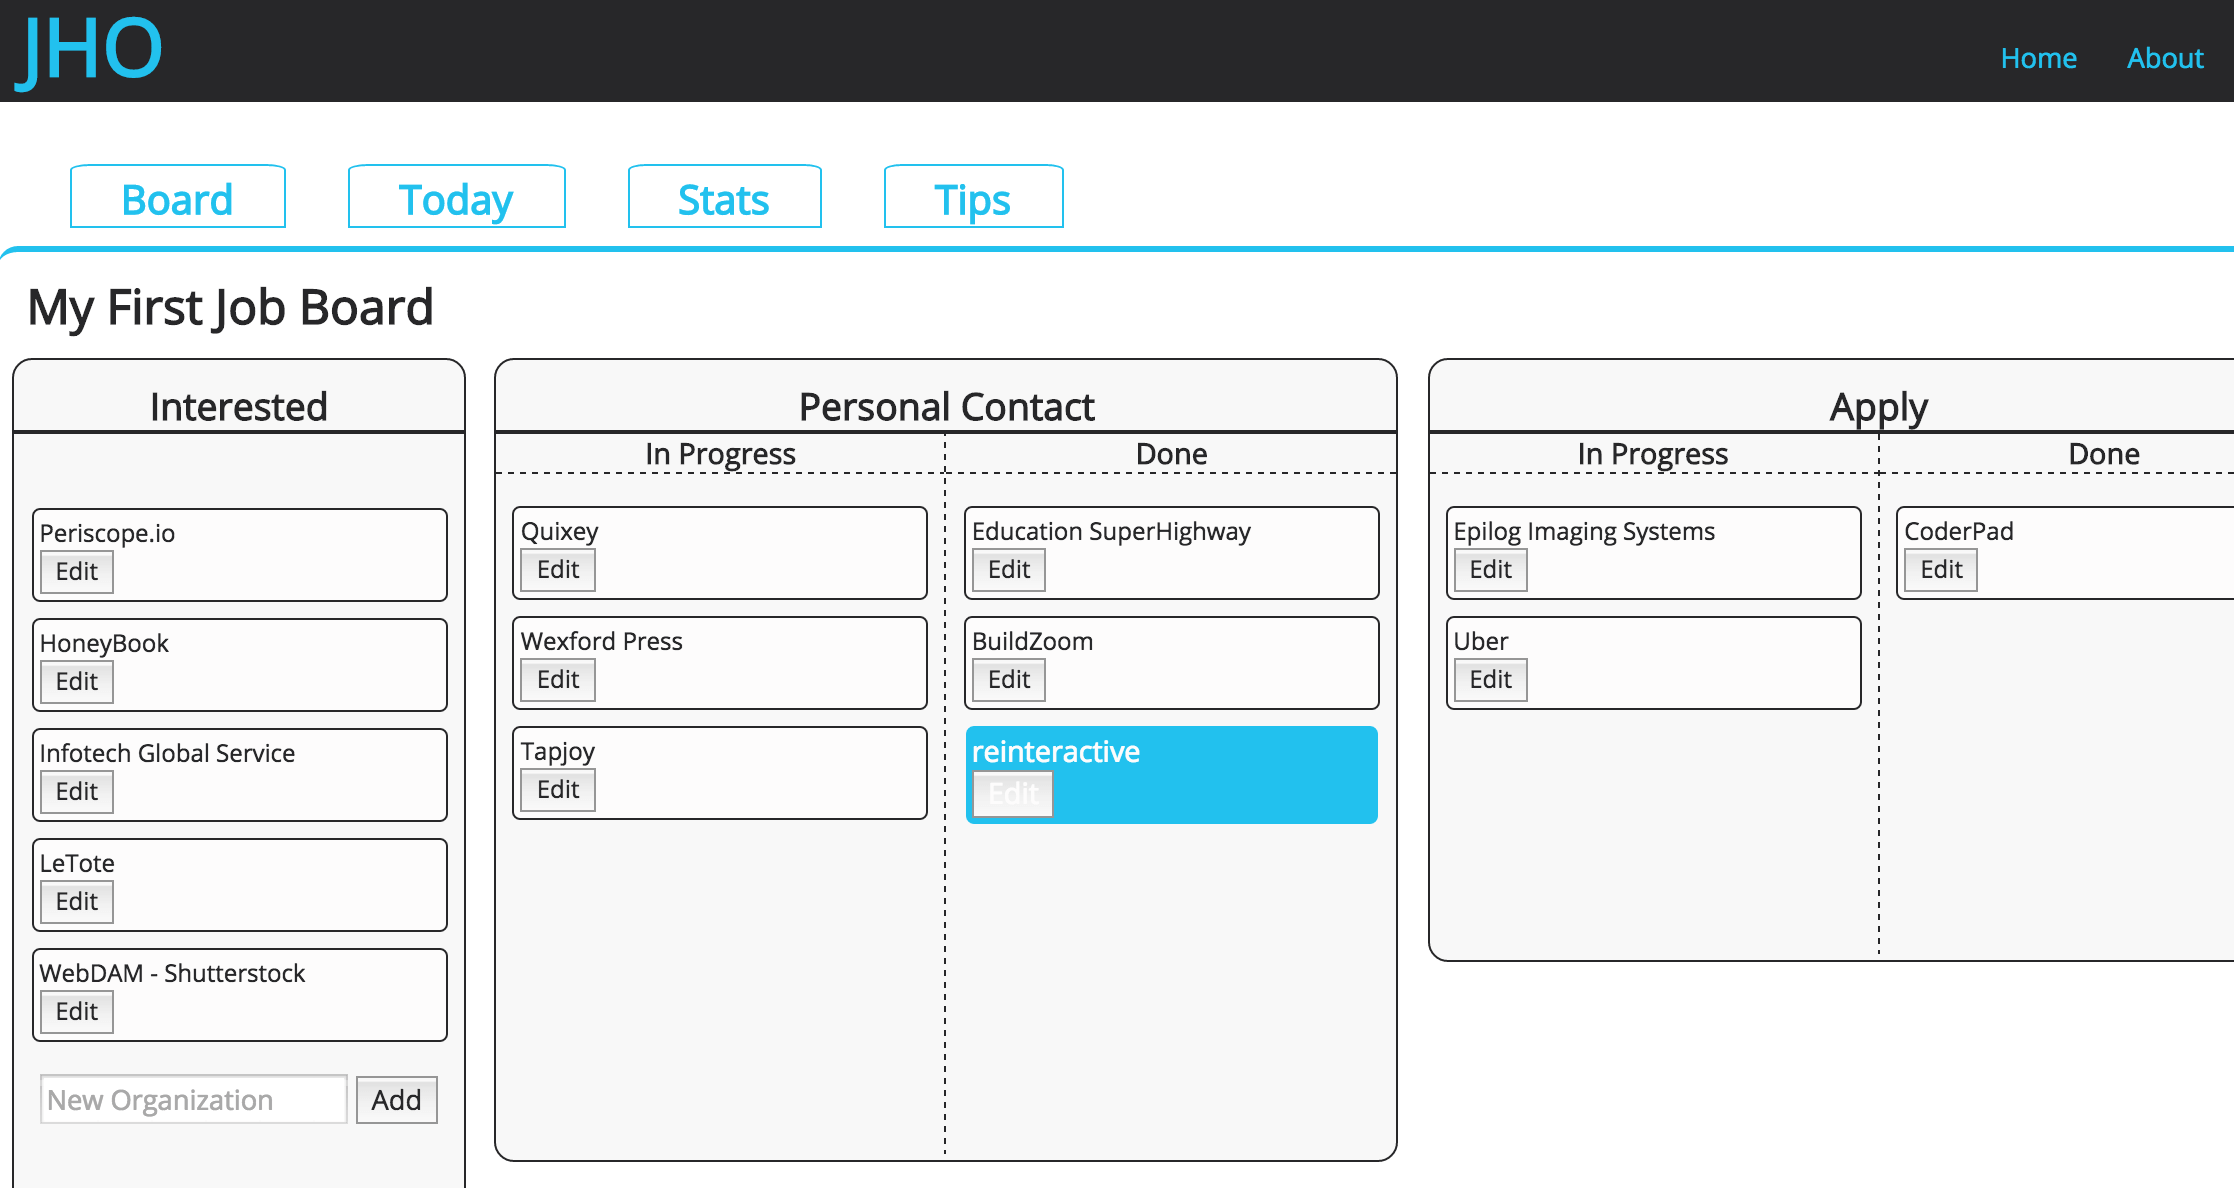 JHO
Home About
Board Today Stats Tips
My First Job Board
Interested
Periscope.io
Edit
HoneyBook
Edit
Infotech Global Service
Edit
LeTote
Edit
WebDAM - Shutterstock
Edit
New Organization Add
Personal Contact
In Progress
Quixey
Edit
Wexford Press
Edit
Tapjoy
Edit
Done
Education SuperHighway
Edit
BuildZoom
Edit
reinteractive
Edit
Apply
In Progress
Epilog Imaging Systems
Edit
Uber
Edit
Done
CoderPad
Edit